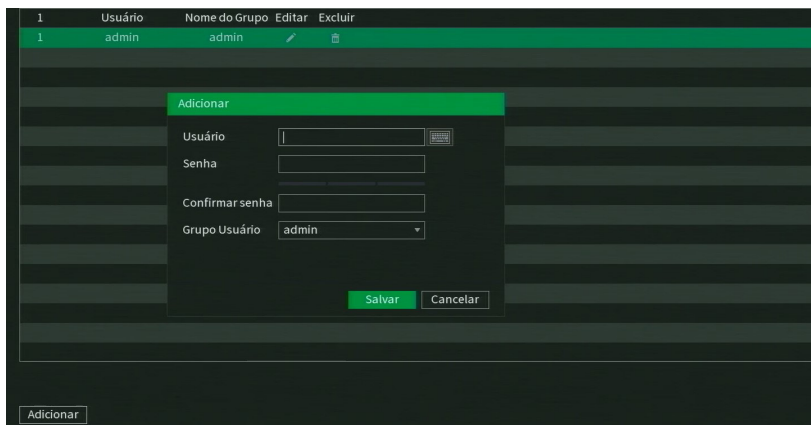 1 Usuário Nome do Grupo Editar Excluir
1 admin admin
Adicionar
Usuário
Senha
Confirmar senha
Grupo Usuário admin
Salvar Cancelar
Adicionar